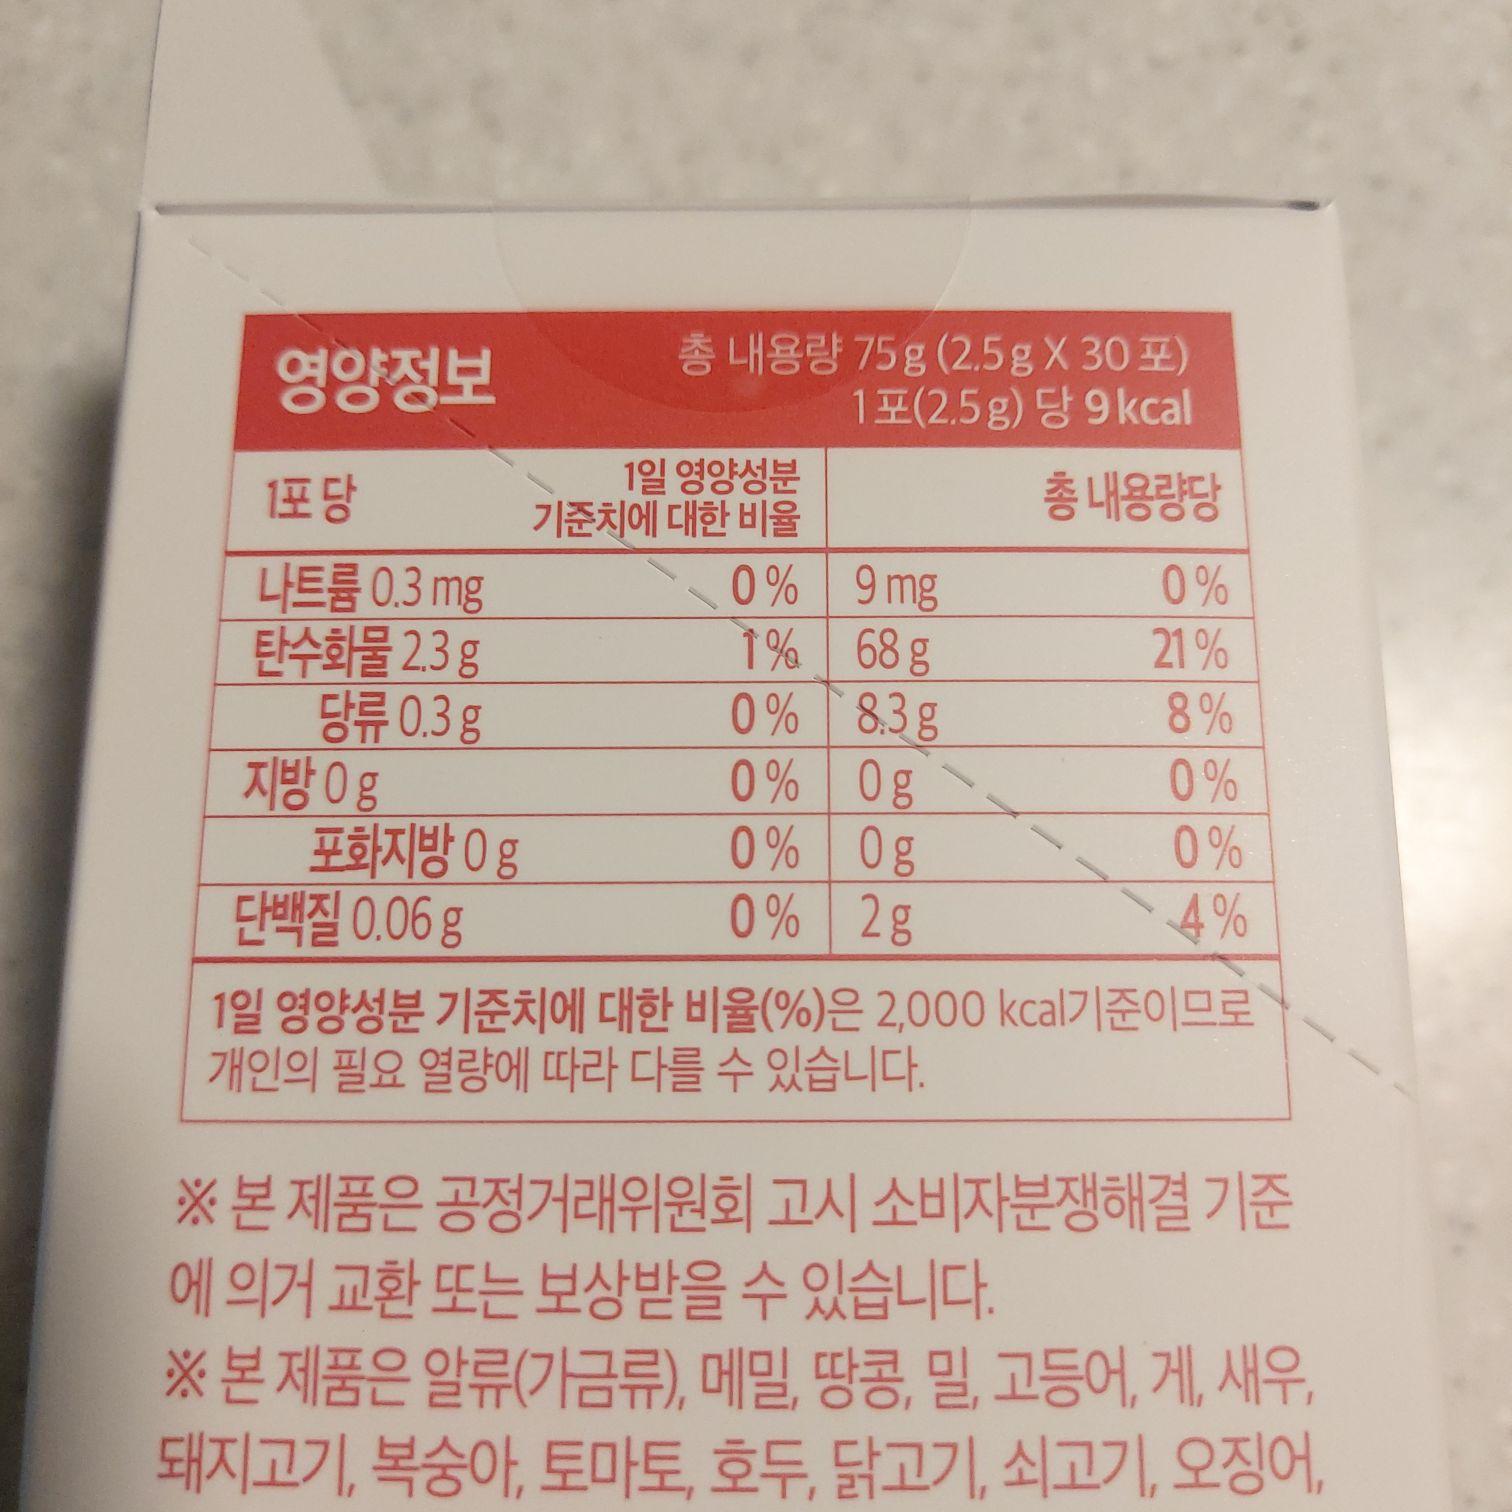 영양정보
총 내용량 75g (2.5g X 30 포)
1포(2.5g) 당 9kcal
1포 당
1일 영양성분
기준치에 대한 비율
총 내용량당
나트륨 0.3 mg 0% 9 mg 0%
탄수화물 2.3 g 1% 68 g 21%
당류 0.3 g 0% 8.3 g 8%
지방 0 g 0% 0 g 0%
포화지방 0 g 0% 0 g 0%
단백질 0.06 g 0% 2 g 4%
1일 영양성분 기준치에 대한 비율(%)은 2,000 kcal기준이므로
개인의 필요 열량에 따라 다를 수 있습니다.
※ 본 제품은 공정거래위원회 고시 소비자분쟁해결 기준
에 의거 교환 또는 보상받을 수 있습니다.
※ 본 제품은 알류(가금류), 메밀, 땅콩, 밀, 고등어, 게, 새우,
돼지고기, 복숭아, 토마토, 호두, 닭고기, 쇠고기, 오징어,